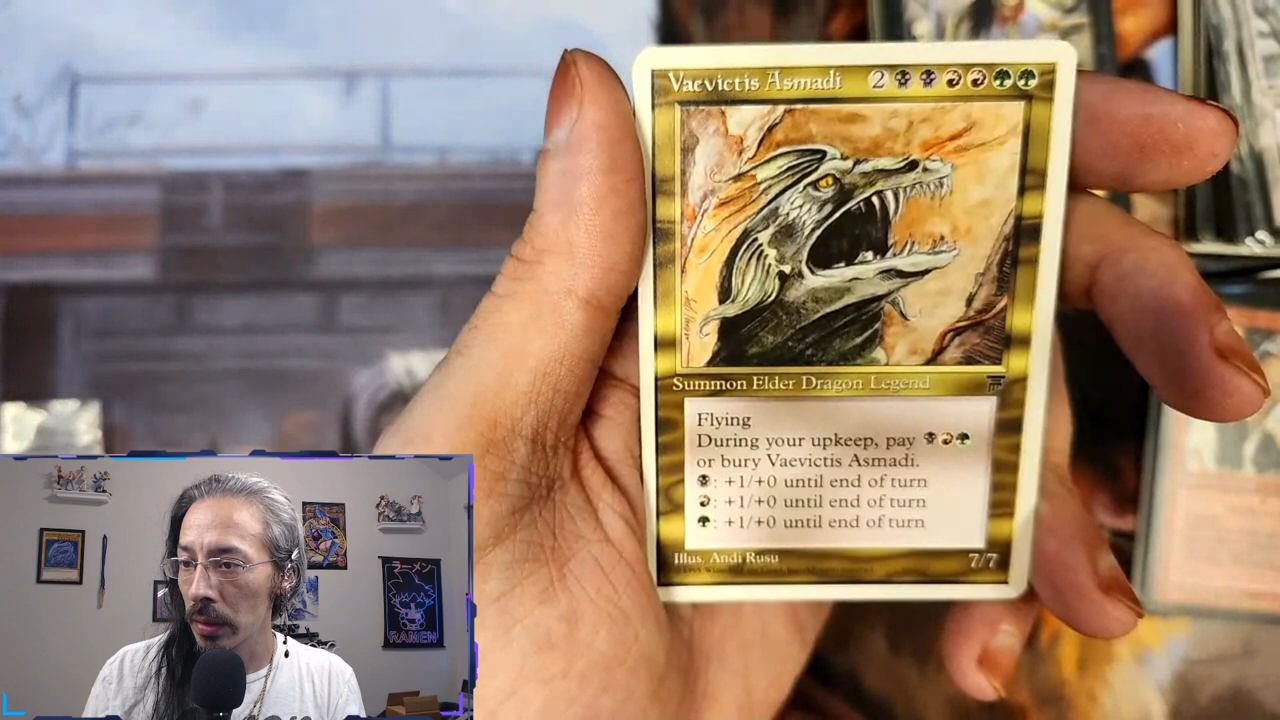 Vaevictis Asmadi 2
Summon Elder Dragon Legend
Flying
During your upkeep, pay
or bury Vaevictis Asmadi.
: +1/+0 until end of turn
: +1/+0 until end of turn
: +1/+0 until end of turn
Illus. Andi Rusu
7/7
ラーメン
RAMEN